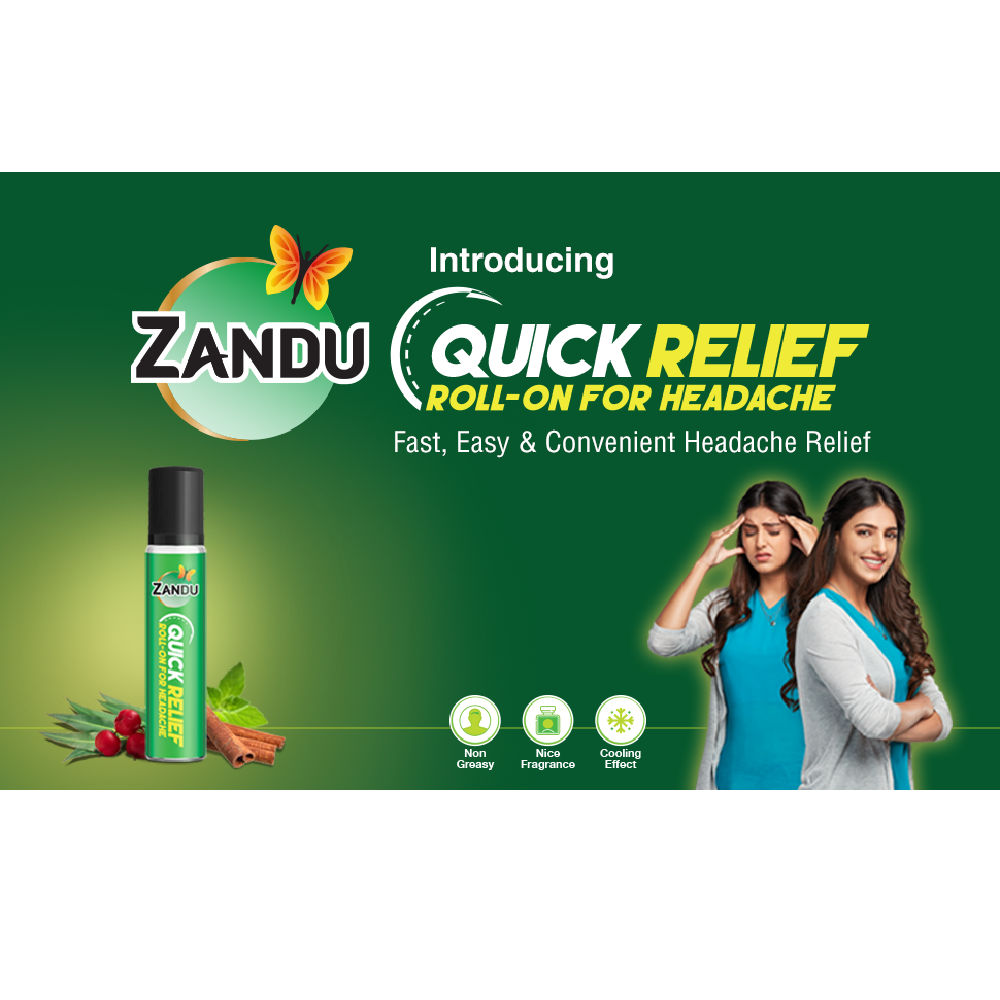 ZANDU
Introducing
QUICK RELIEF
ROLL-ON FOR HEADACHE
Fast, Easy & Convenient Headache Relief
ZANDU
QUICK RELIEF
ROLL-ON FOR HEADACHE
Non
Greasy
Nice
Fragrance
Cooling
Effect